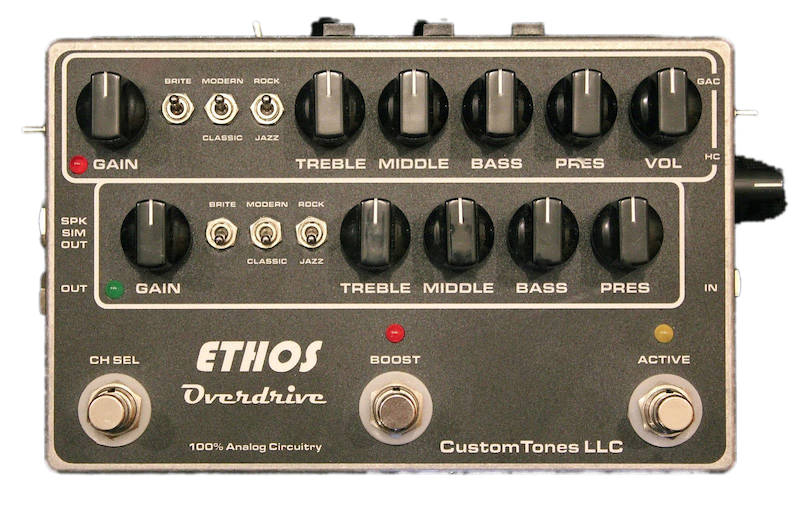 BRITE MODERN ROCK
GAC
CLASSIC JAZZ
GAIN TREBLE MIDDLE BASS PRES VOL HC
BRITE MODERN ROCK
SPK
SIM
OUT
CLASSIC JAZZ
OUT GAIN TREBLE MIDDLE BASS PRES IN
CH SEL ETHOS BOOST ACTIVE
Overdrive
100% Analog Circuitry CustomTones LLC